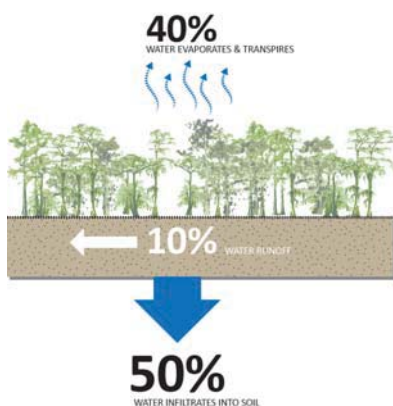 40%
WATER EVAPORATES & TRANSPIRES
10% WATER RUNOFF
50%
WATER INFILTRATES INTO SOIL